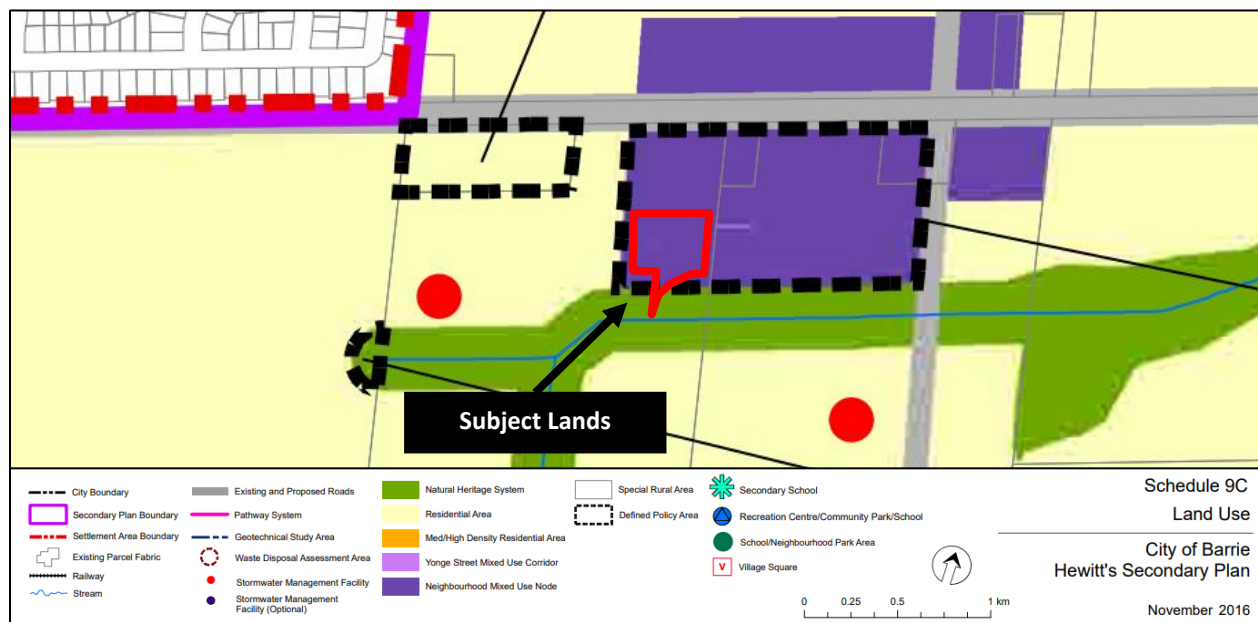 Subject Lands
City Boundary
Secondary Plan Boundary
Settlement Area Boundary
Existing Parcel Fabric
Railway
Stream
Existing and Proposed Roads
Pathway System
Geotechnical Study Area
Waste Disposal Assessment Area
Stormwater Management Facility
Stormwater Management
Facility (Optional)
Natural Heritage System
Residential Area
Med/High Density Residential Area
Yonge Street Mixed Use Corridor
Neighbourhood Mixed Use Node
Special Rural Area
Defined Policy Area
Secondary School
Recreation Centre/Community Park/School
School/Neighbourhood Park Area
V Village Square
0 0.25 0.5 1 km
Schedule 9C
Land Use
City of Barrie
Hewitt's Secondary Plan
November 2016